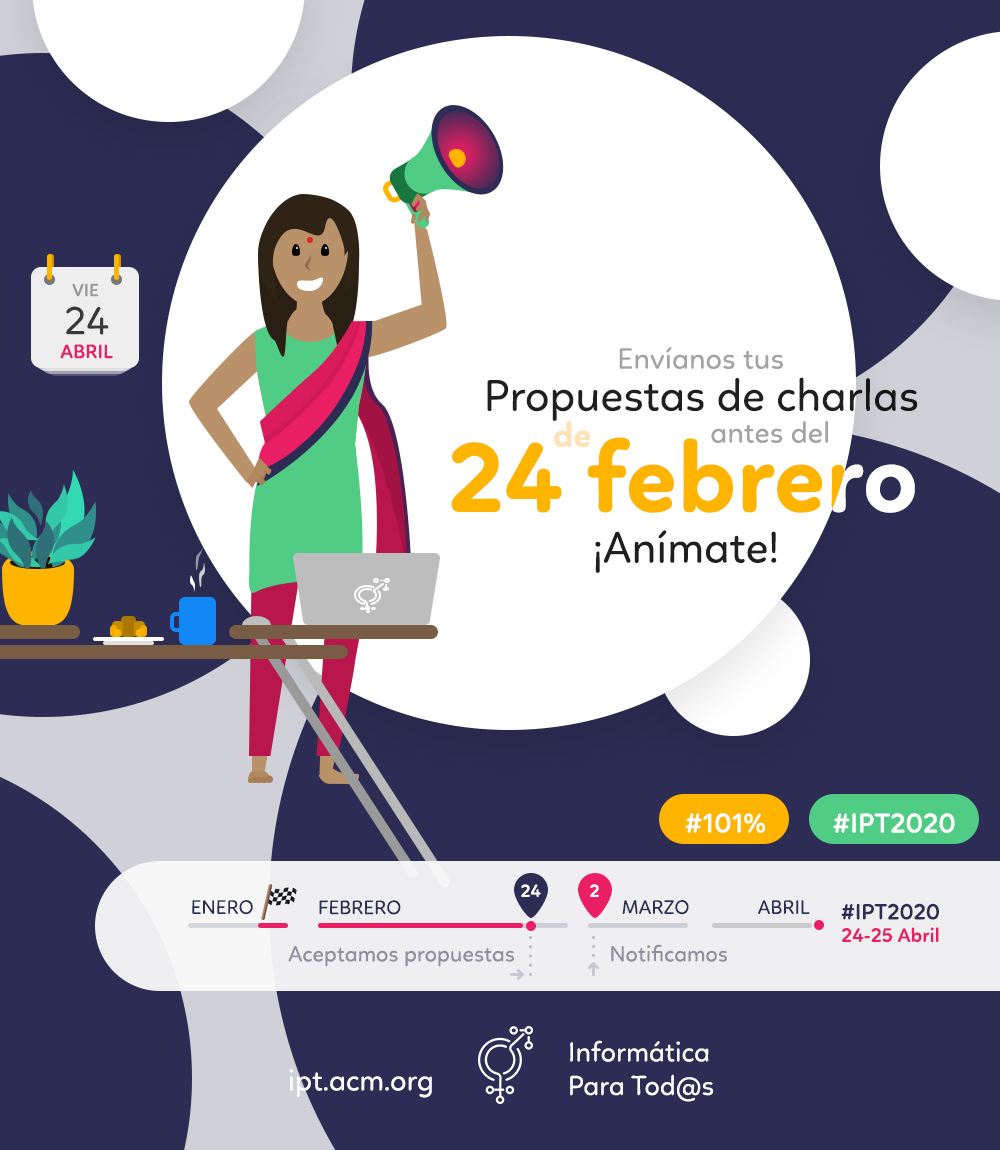 VIE
24
ABRIL
Envíanos tus
Propuestas de charlas
antes del
24 de febrero
¡Anímate!
#101% #IPT2020
ENERO FEBRERO 24 2 MARZO ABRIL #IPT2020
24-25 Abril
Aceptamos propuestas Notificamos
ipt.acm.org
Informática
Para Tod@s